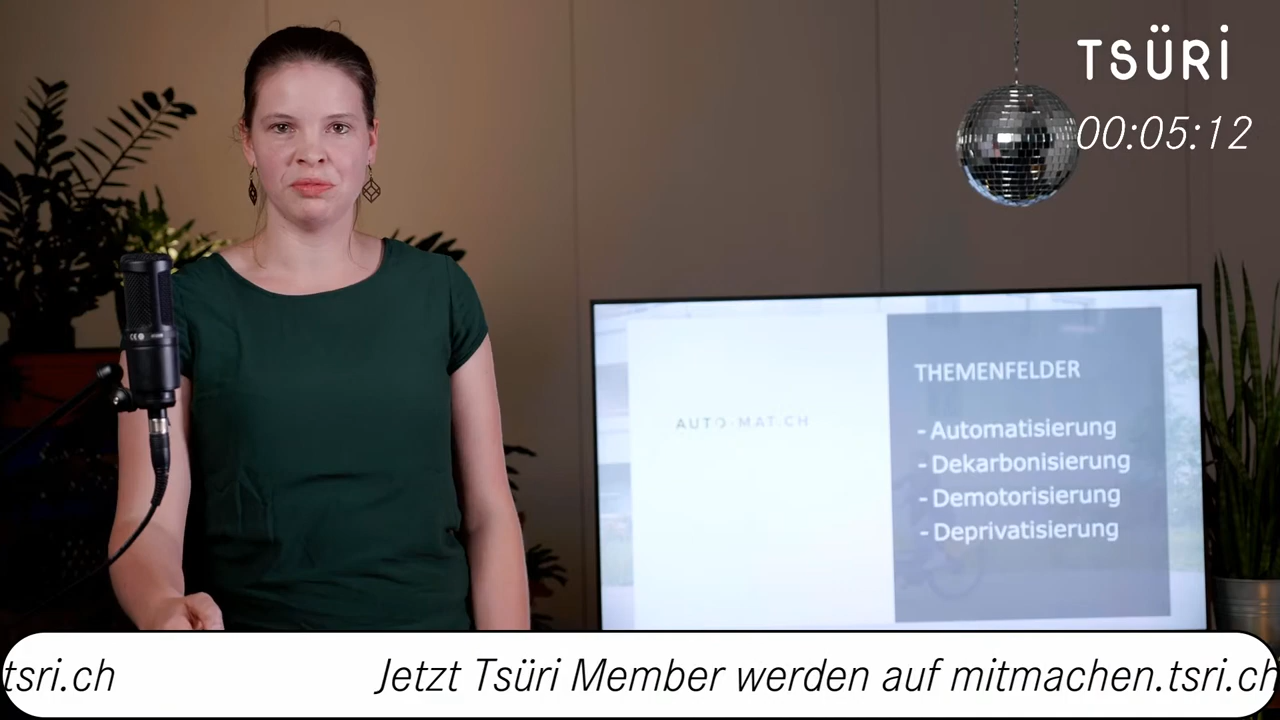 TSÜRİ
00:05:12
AUTO-MAT.CH
THEMENFELDER
- Automatisierung
- Dekarbonisierung
- Demotorisierung
- Deprivatisierung
tsri.ch Jetzt Tsüri Member werden auf mitmachen.tsri.ch